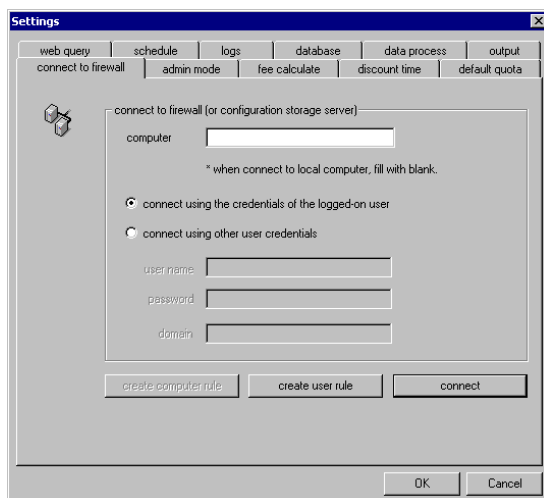 Settings
web query schedule logs database data process output
connect to firewall admin mode fee calculate discount time default quota
connect to firewall (or configuration storage server)
computer
* when connect to local computer, fill with blank.
connect using the credentials of the logged-on user
connect using other user credentials
user name
password
domain
create computer rule create user rule connect
OK Cancel